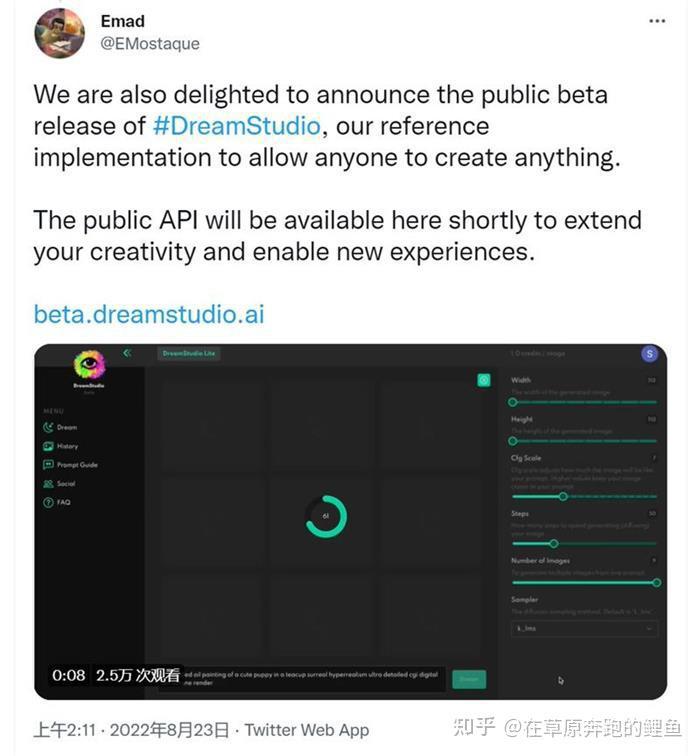 Emad
@EMostaque
We are also delighted to announce the public beta
release of #DreamStudio, our reference
implementation to allow anyone to create anything.
The public API will be available here shortly to extend
your creativity and enable new experiences.
beta.dreamstudio.ai
DreamStudio Lite
1.0 credits / image
S
DreamStudio
beta
MENU
Dream
History
Prompt Guide
Social
FAQ
61
Width
The width of the generated image.
Height
The height of the generated image.
Cfg Scale
7
Cfg scale adjusts how much the image will be like
your prompt. Higher values keep your image
closer to your prompt.
Steps
50
How many steps to spend generating (diffusing)
your image.
Number of Images
9
To generate multiple images from one prompt.
Sampler
The diffusion sampling method. Default is 'k_lms'.
k_lms
0:08
2.5万 次观看
ed oil painting of a cute puppy in a teacup surreal hyperrealism ultra detailed cgi digital
ne render
Dream
上午2:11 · 2022年8月23日 · Twitter Web App
知乎 @在草原奔跑的鲤鱼